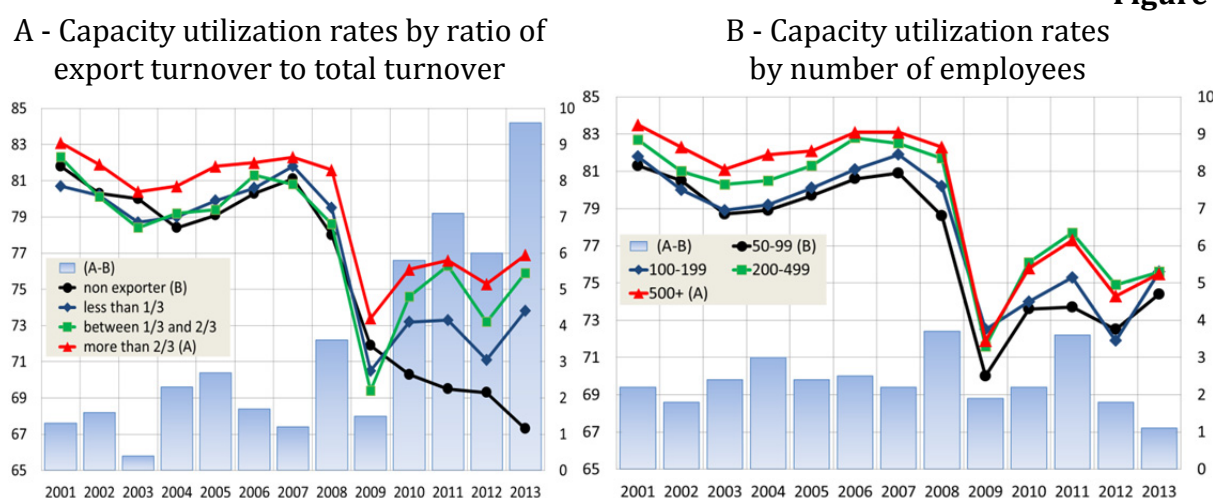 Figure
A - Capacity utilization rates by ratio of
export turnover to total turnover
85 10
83 9
81 8
79 7
77 6
75 5
73 4
71 3
69 2
67 1
65 0
(A-B)
non exporter (B)
less than 1/3
between 1/3 and 2/3
more than 2/3 (A)
2001 2002 2003 2004 2005 2006 2007 2008 2009 2010 2011 2012 2013
B - Capacity utilization rates
by number of employees
85 10
83 9
81 8
79 7
77 6
75 5
73 4
71 3
69 2
67 1
65 0
(A-B) 50-99 (B)
100-199 200-499
500+ (A)
2001 2002 2003 2004 2005 2006 2007 2008 2009 2010 2011 2012 2013